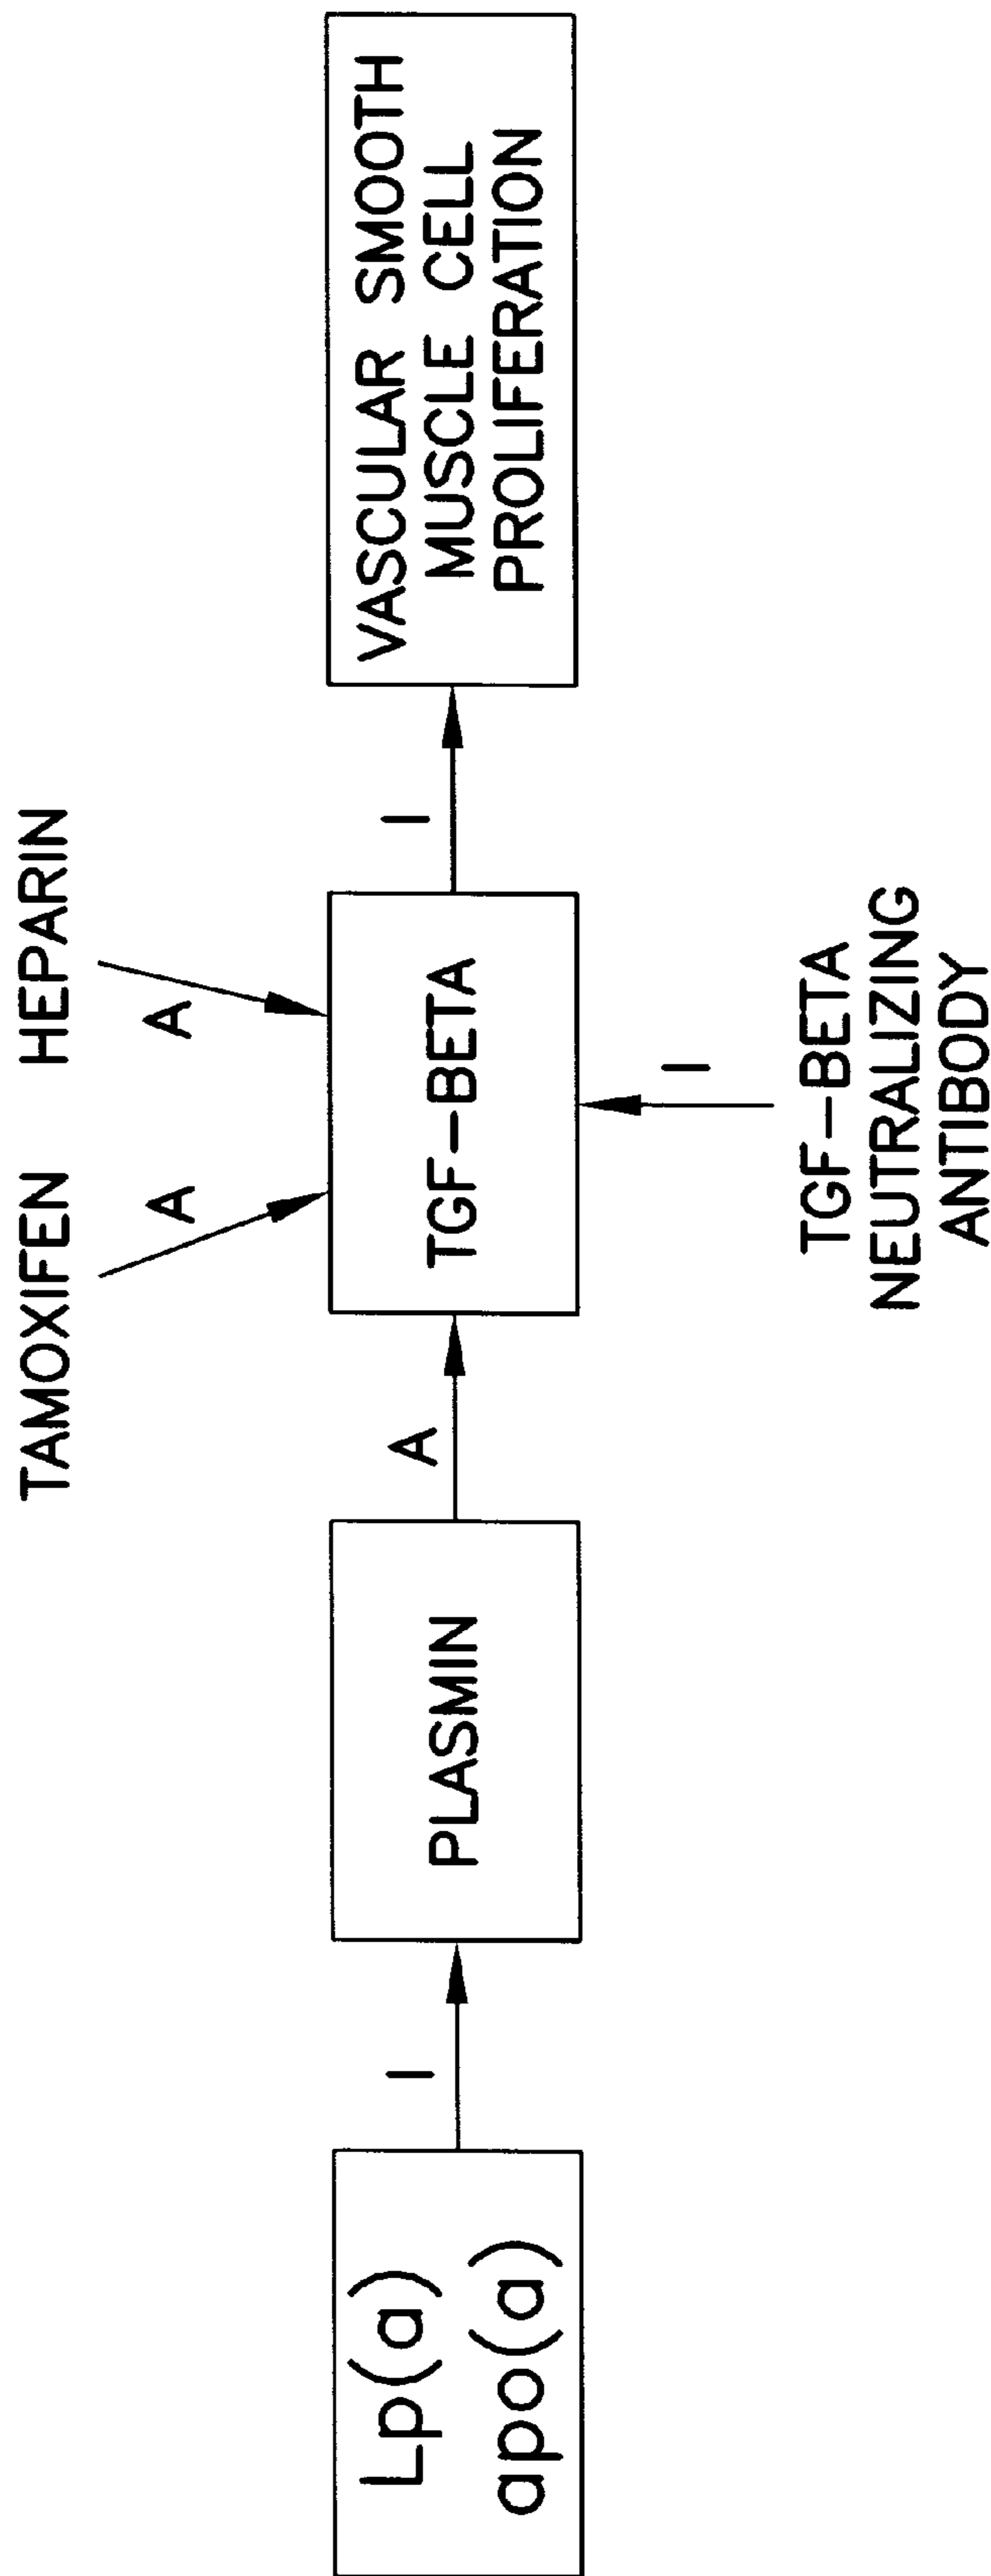 TAMOXIFEN
HEPARIN
A
A
Lp(a)
apo(a)
I
PLASMIN
A
TGF-BETA
I
VASCULAR SMOOTH
MUSCLE CELL
PROLIFERATION
I
TGF-BETA
NEUTRALIZING
ANTIBODY